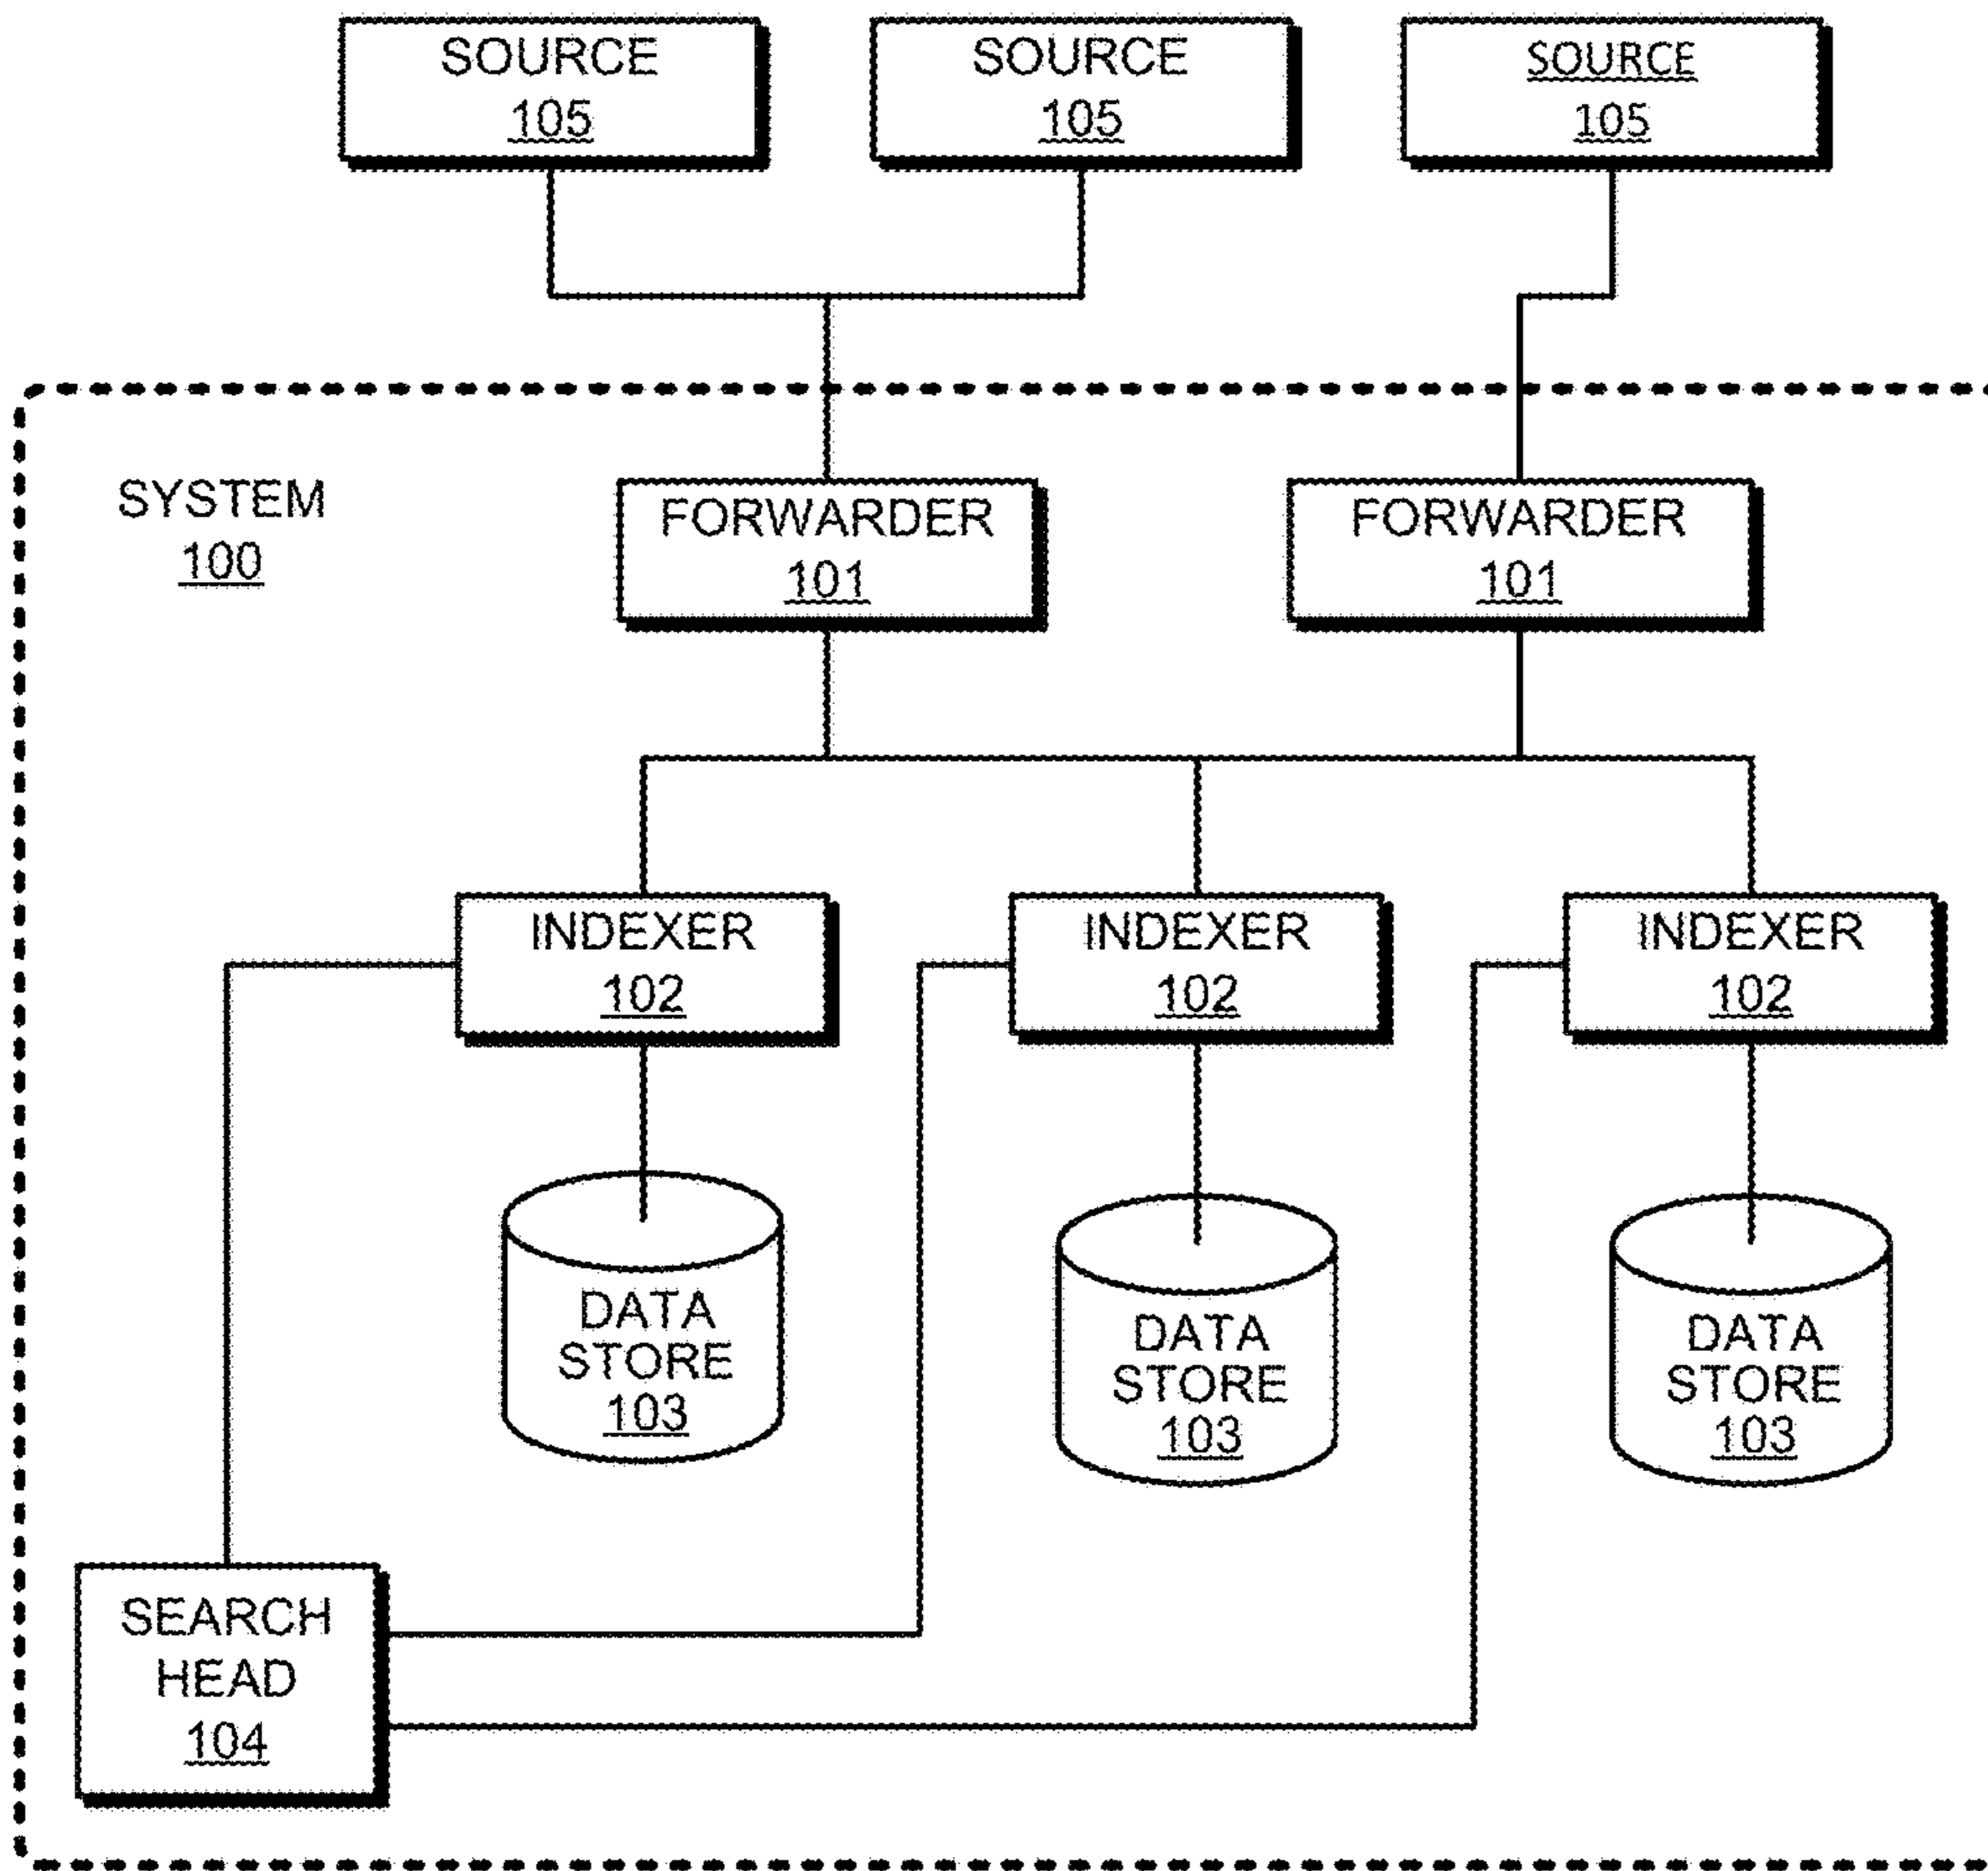 SOURCE
105
SOURCE
105
SOURCE
105
SYSTEM
100
FORWARDER
101
FORWARDER
101
INDEXER
102
INDEXER
102
INDEXER
102
DATA
STORE
103
DATA
STORE
103
DATA
STORE
103
SEARCH
HEAD
104